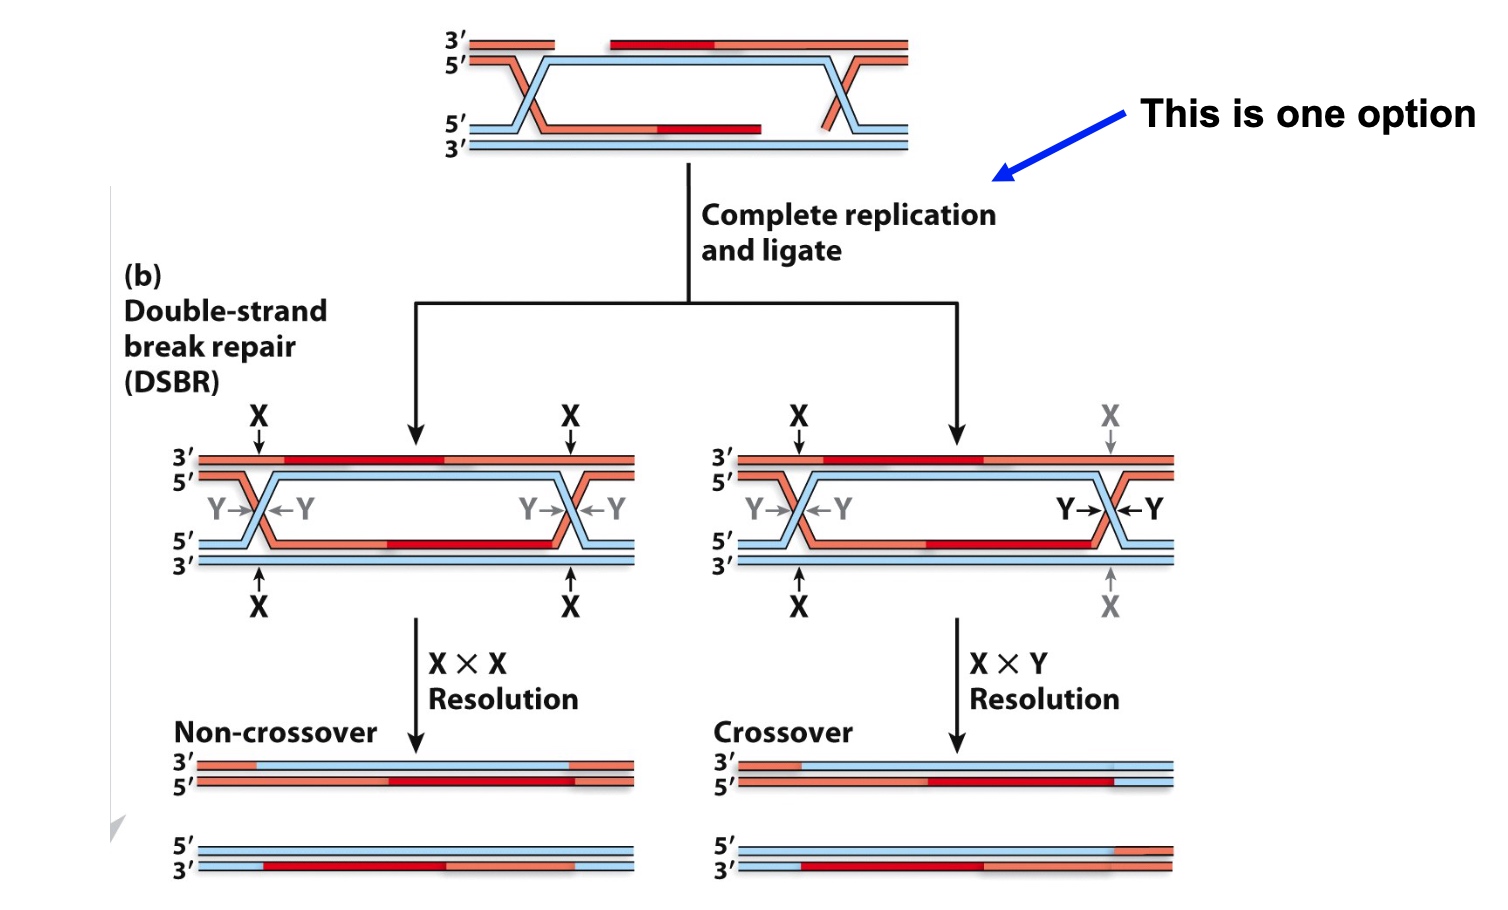 3′
5′
5′
3′
This is one option
Complete replication
and ligate
(b)
Double-strand
break repair
(DSBR)
X X
3′
5′
Y Y Y Y
5′
3′
X X
X X
3′
5′
Y Y Y Y
5′
3′
X X
X × X
Resolution
X × Y
Resolution
Non-crossover
3′
5′
5′
3′
Crossover
3′
5′
5′
3′